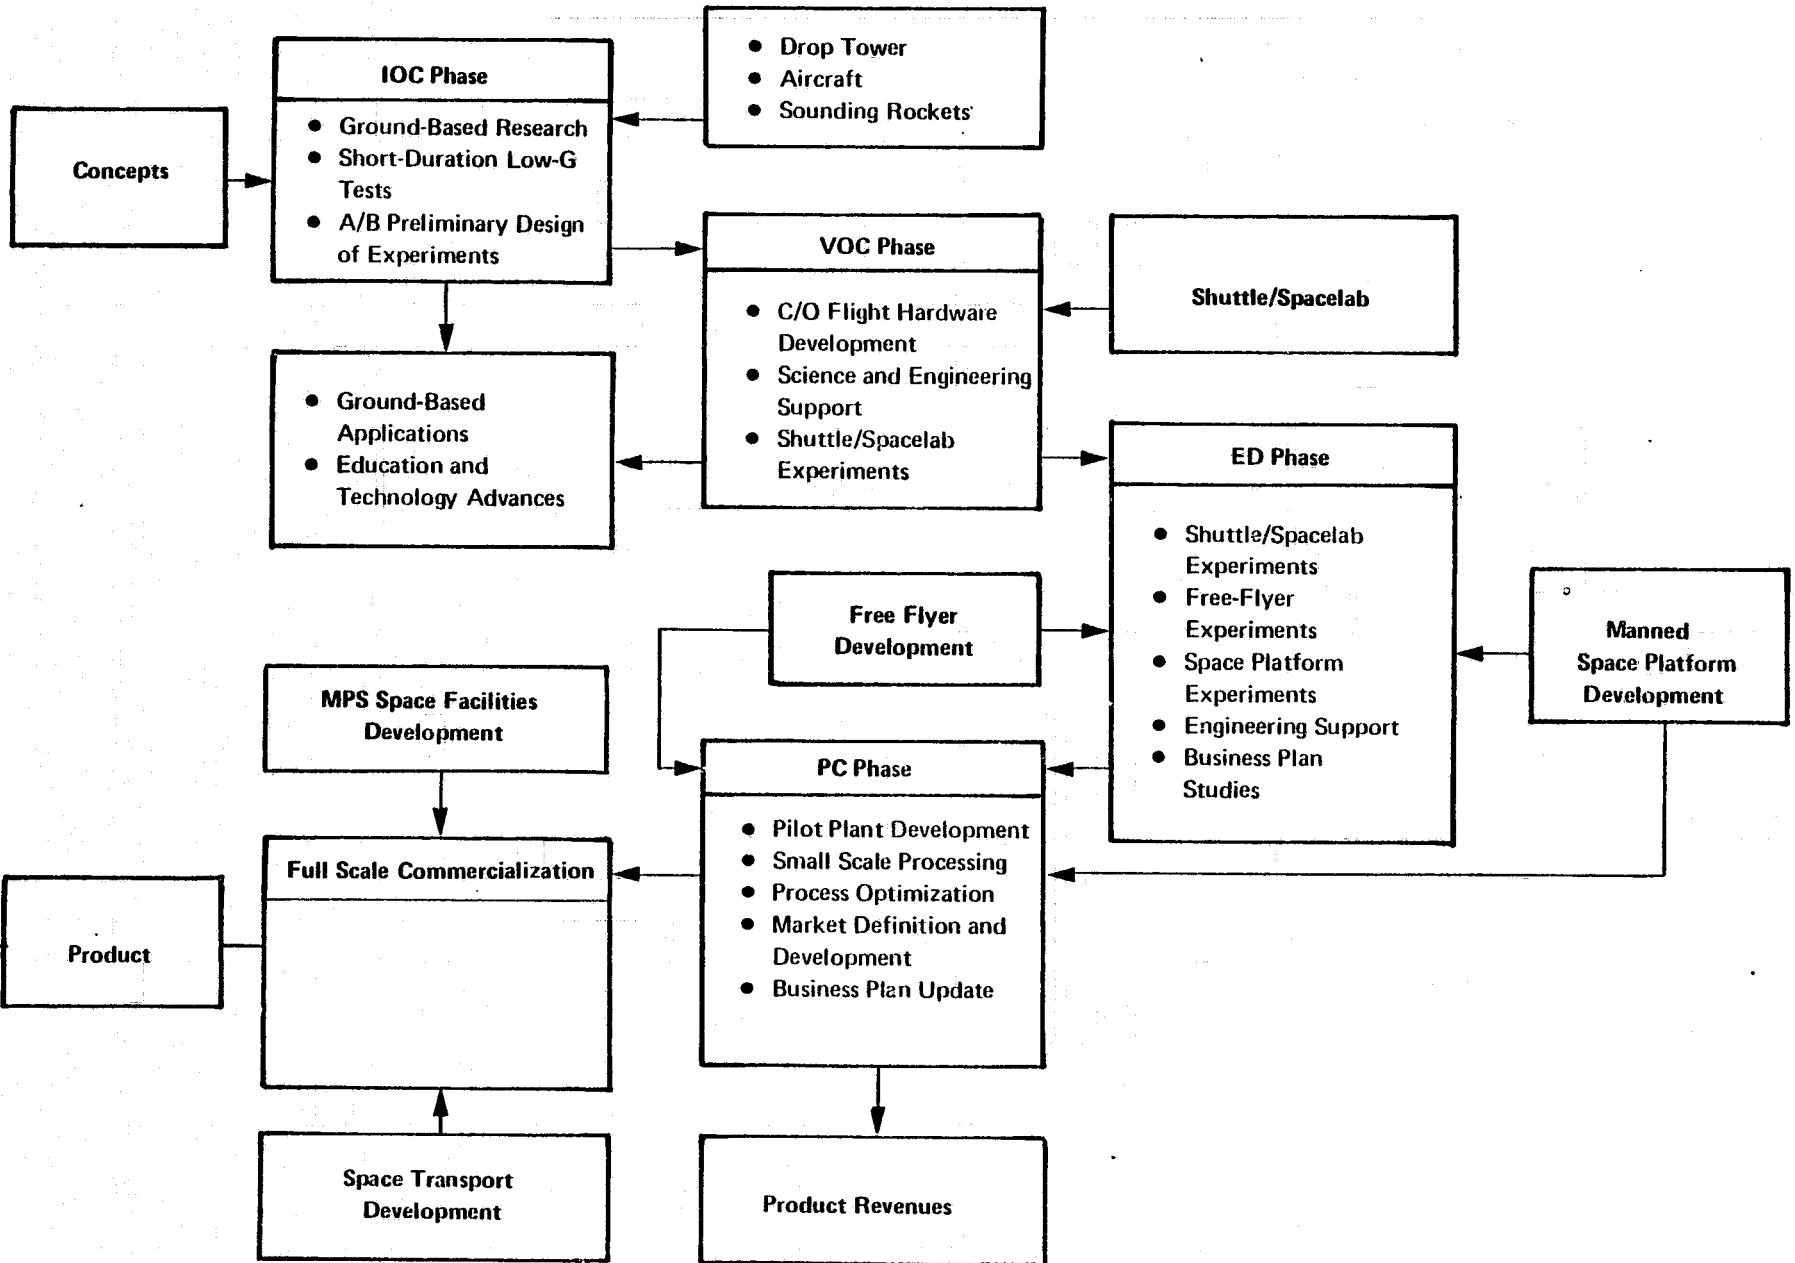 ● Drop Tower
● Aircraft
● Sounding Rockets
IOC Phase
● Ground-Based Research
● Short-Duration Low-G
Tests
● A/B Preliminary Design
of Experiments
Concepts
VOC Phase
● C/O Flight Hardware
Development
● Science and Engineering
Support
● Shuttle/Spacelab
Experiments
Shuttle/Spacelab
● Ground-Based
Applications
● Education and
Technology Advances
ED Phase
● Shuttle/Spacelab
Experiments
● Free-Flyer
Experiments
● Space Platform
Experiments
● Engineering Support
● Business Plan
Studies
Free Flyer
Development
Manned
Space Platform
Development
MPS Space Facilities
Development
PC Phase
● Pilot Plant Development
● Small Scale Processing
● Process Optimization
● Market Definition and
Development
● Business Plan Update
Full Scale Commercialization
Product
Space Transport
Development
Product Revenues